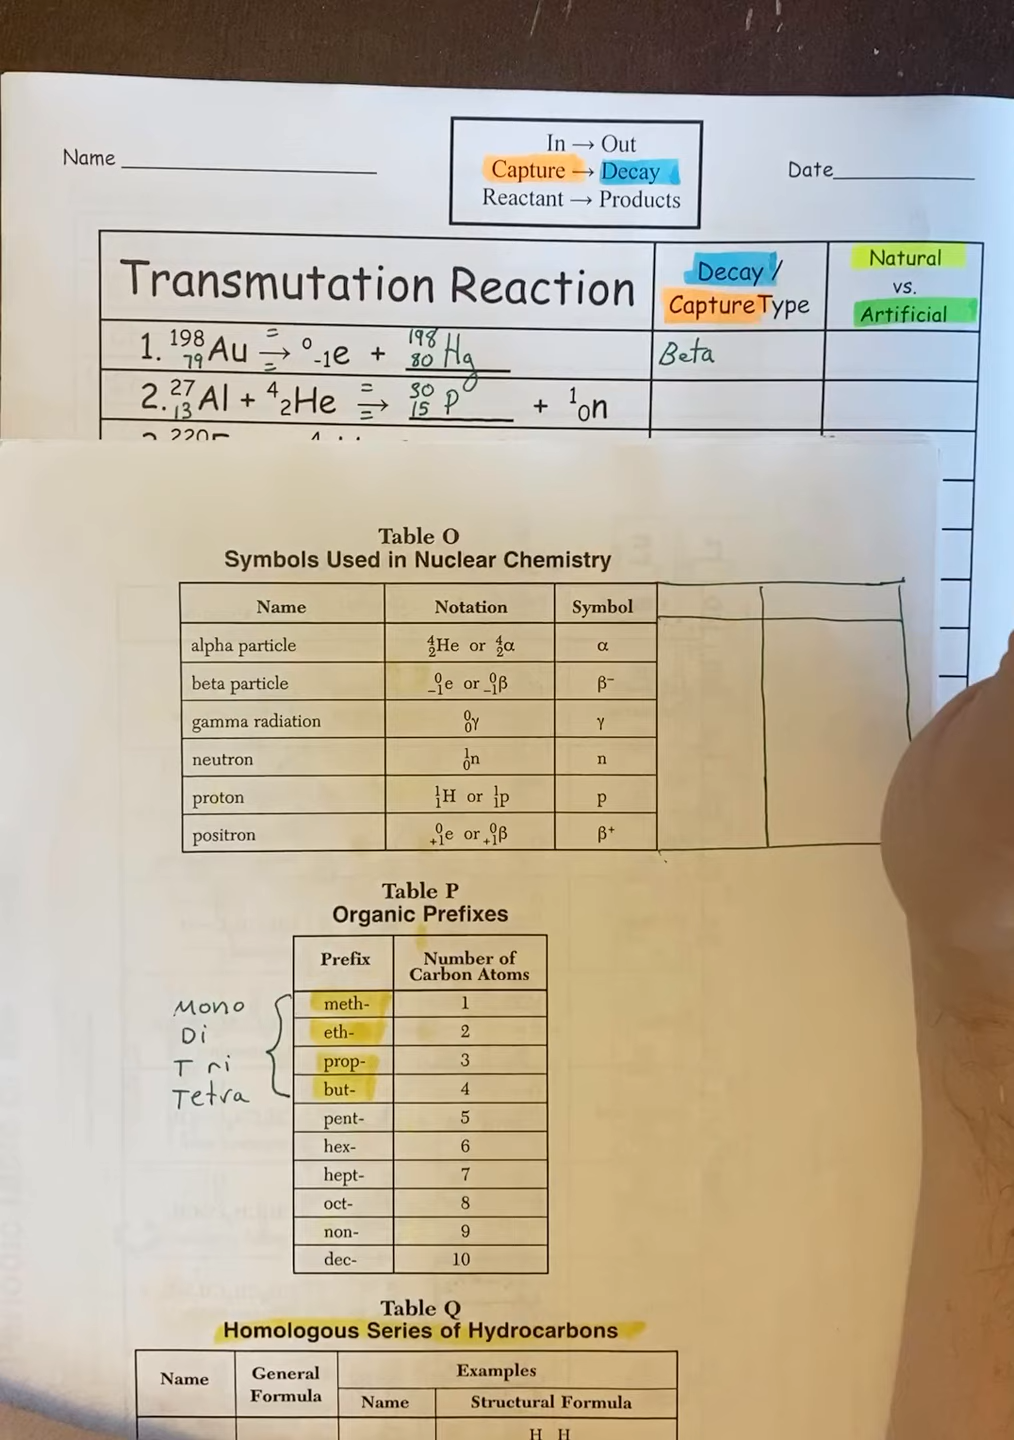 Name
In → Out
Capture → Decay
Reactant → Products
Date
Transmutation Reaction
Decay / Capture Type
Natural vs. Artificial
1. ¹⁹⁸₇₉Au → ⁰₋₁e + ¹⁹⁸₈₀Hg
Beta
2. ²⁷₁₃Al + ⁴₂He → ³⁰₁₅P + ¹₀n
Table O
Symbols Used in Nuclear Chemistry
Name Notation Symbol
alpha particle ⁴₂He or ⁴₂α α
beta particle ⁰₋₁e or ⁰₋₁β β⁻
gamma radiation ⁰₀γ γ
neutron ¹₀n n
proton ¹₁H or ¹₁p p
positron ⁰₊₁e or ⁰₊₁β β⁺
Table P
Organic Prefixes
Prefix Number of Carbon Atoms
Mono meth- 1
Di eth- 2
Tri prop- 3
Tetra but- 4
pent- 5
hex- 6
hept- 7
oct- 8
non- 9
dec- 10
Table Q
Homologous Series of Hydrocarbons
Name General Formula Examples
Name Structural Formula
H H